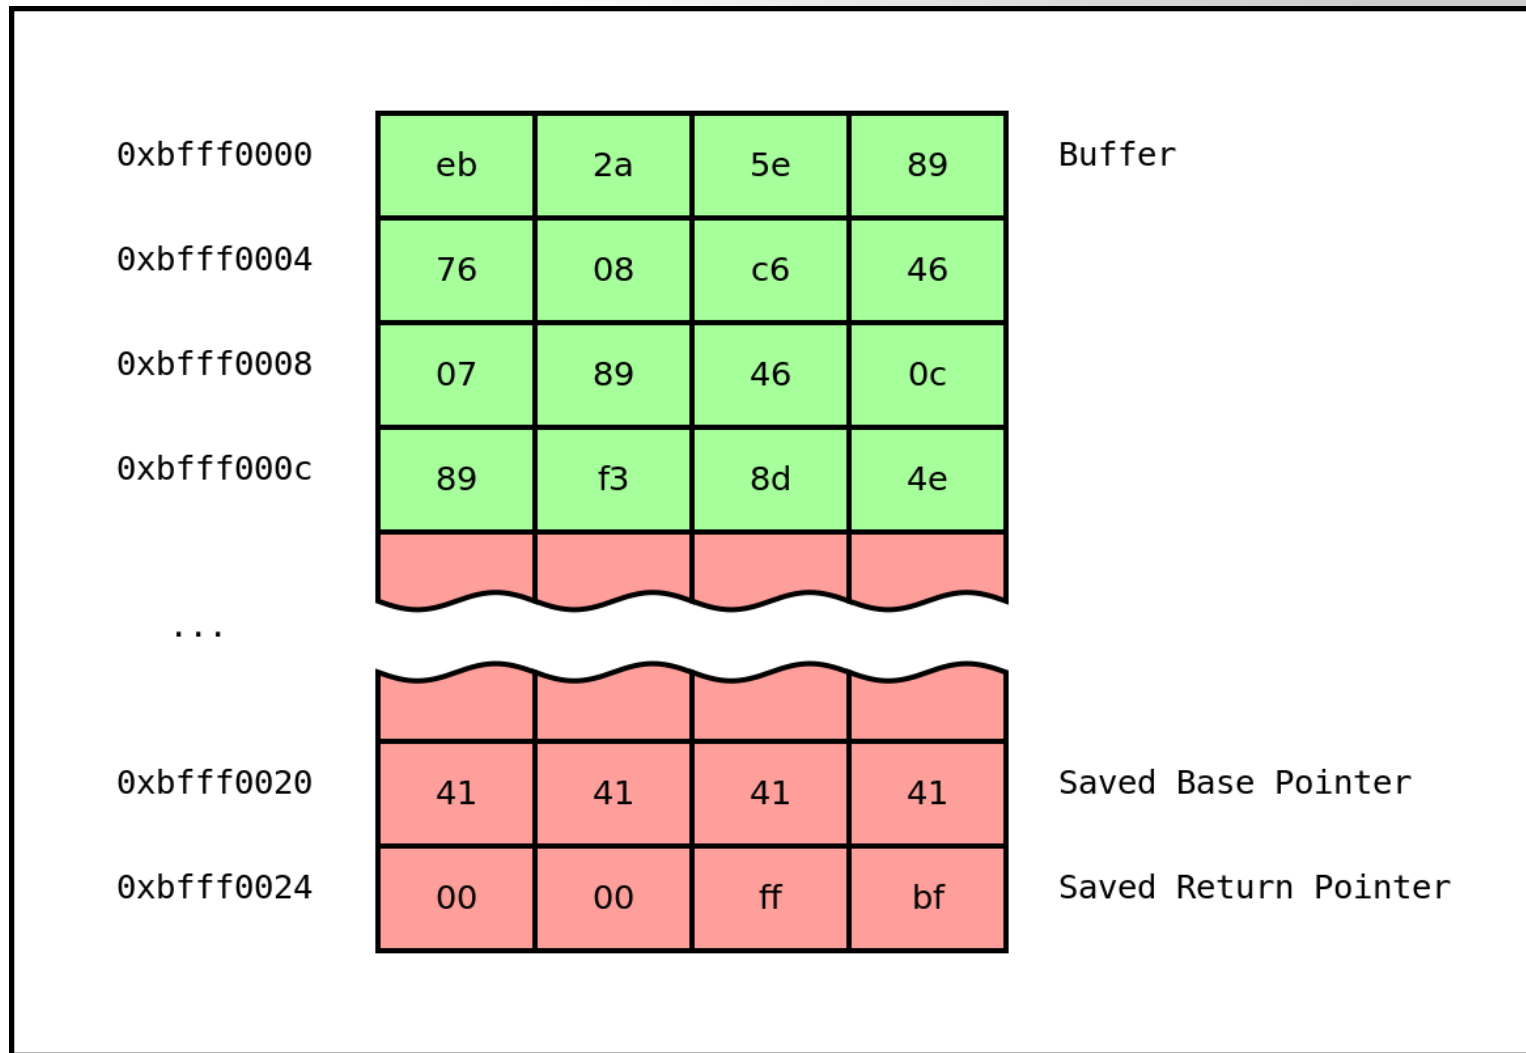 0xbfff0000 eb 2a 5e 89 Buffer
0xbfff0004 76 08 c6 46
0xbfff0008 07 89 46 0c
0xbfff000c 89 f3 8d 4e
...
0xbfff0020 41 41 41 41 Saved Base Pointer
0xbfff0024 00 00 ff bf Saved Return Pointer